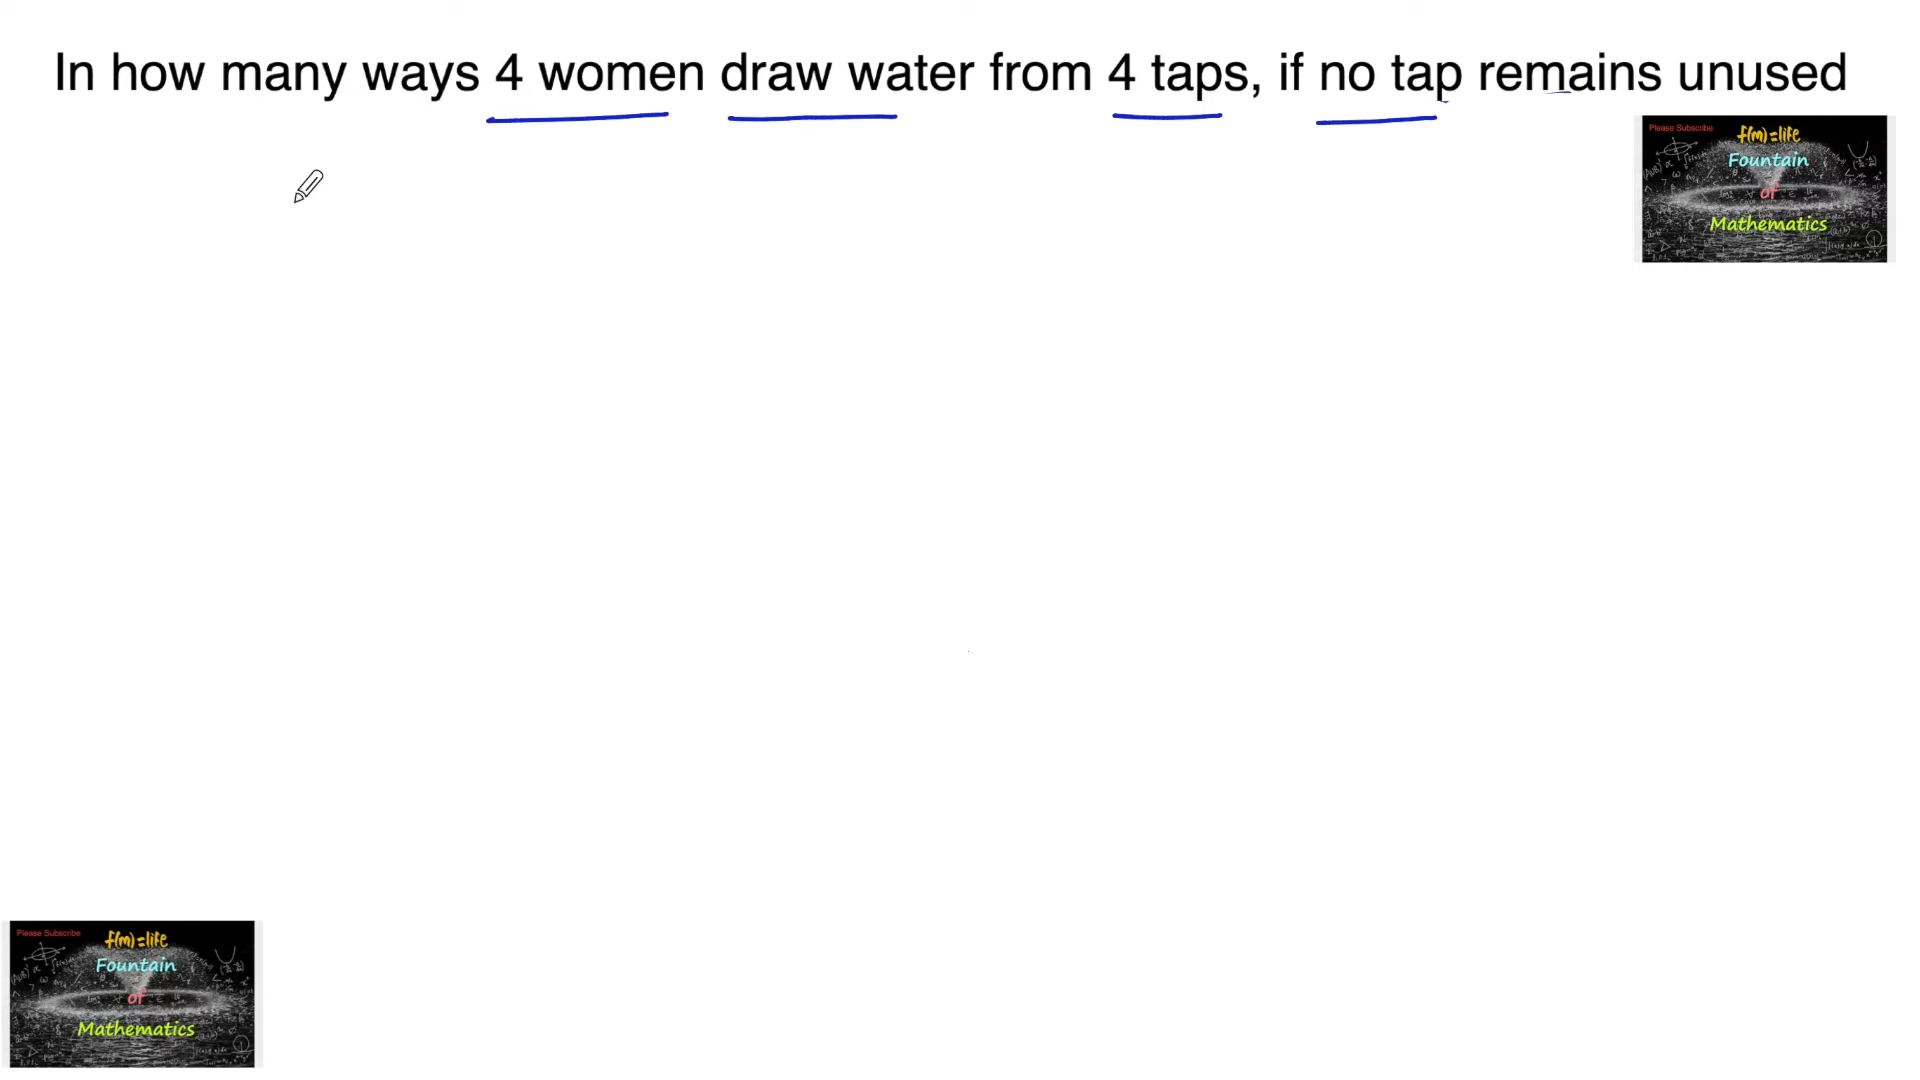 In how many ways 4 women draw water from 4 taps, if no tap remains unused
Please Subscribe
f(m)=life
Fountain
of
Mathematics
Please Subscribe
f(m)=life
Fountain
of
Mathematics